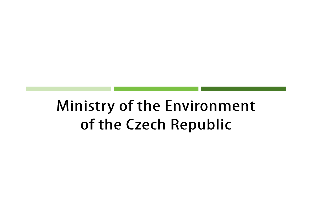 Ministry of the Environment
of the Czech Republic